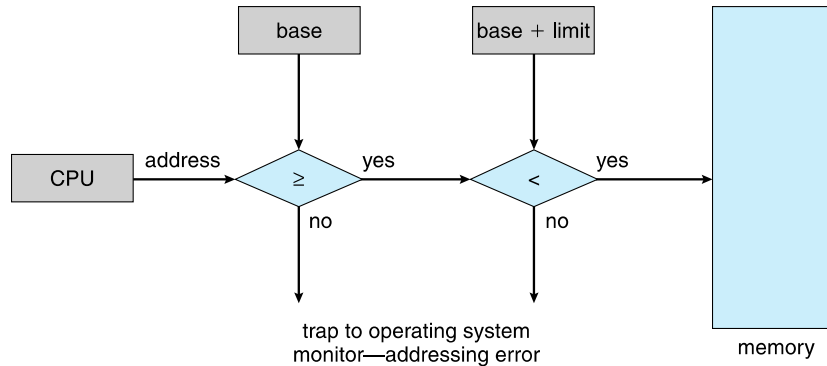 base
base + limit
CPU
address
≥
yes
<
yes
no
no
trap to operating system
monitor—addressing error
memory